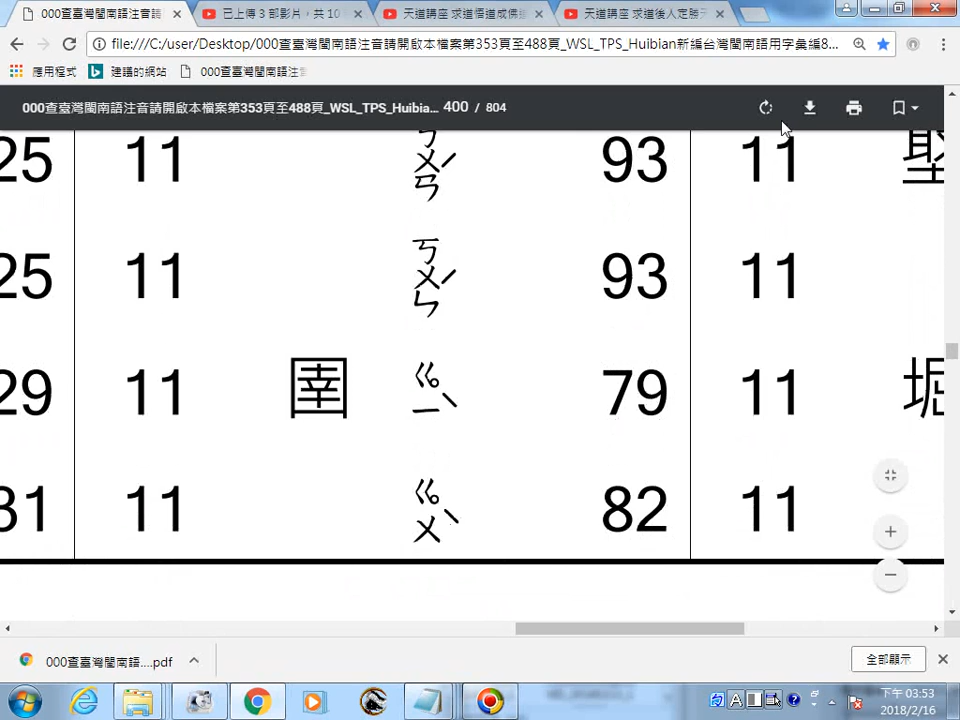 000查臺灣閩南語注音請 已上傳 3 部影片，共 10 天道講座 求道悟道成佛 天道講座 求道後人定勝天
file:///C:/user/Desktop/000查臺灣閩南語注音請開啟本檔案第353頁至488頁_WSL_TPS_Huibian新編台灣閩南語用字彙編8...
應用程式 建議的網站 000查臺灣閩南語注音
000查臺灣閩南語注音請開啟本檔案第353頁至488頁_WSL_TPS_Huibia... 400 / 804
25 11 ㄎㄨㄢˊ 93 11
25 11 ㄎㄨㄣˊ 93 11
29 11 圉 ㆣㄧˋ 79 11 堀
31 11 ㆣㄨˋ 82 11
000查臺灣閩南語....pdf 全部顯示
下午 03:53
2018/2/16